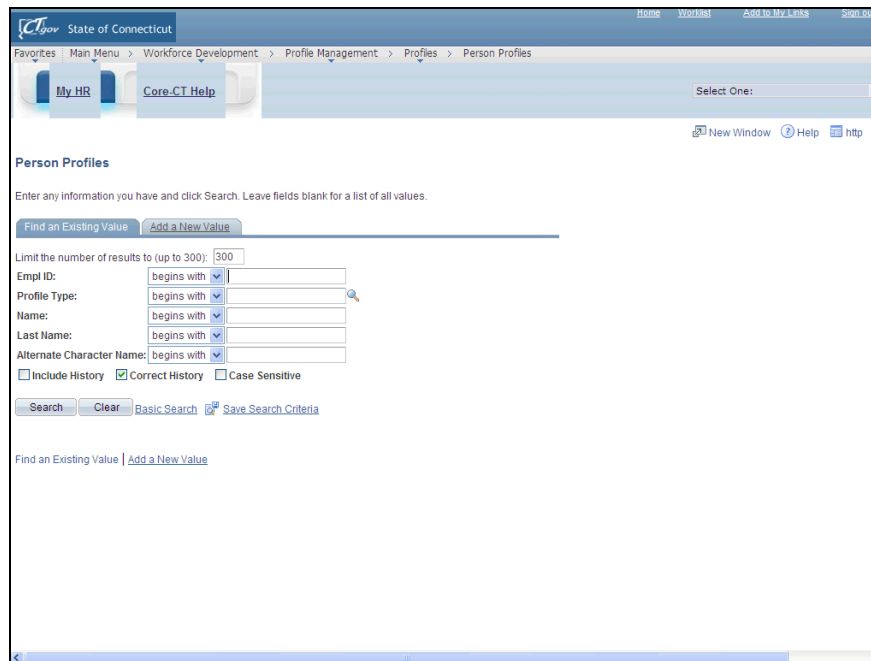 Home Worklist Add to My Links Sign ou
CT.gov State of Connecticut
Favorites Main Menu > Workforce Development > Profile Management > Profiles > Person Profiles
My HR Core-CT Help
Select One:
New Window Help http
Person Profiles
Enter any information you have and click Search. Leave fields blank for a list of all values.
Find an Existing Value Add a New Value
Limit the number of results to (up to 300): 300
Empl ID: begins with
Profile Type: begins with
Name: begins with
Last Name: begins with
Alternate Character Name: begins with
Include History Correct History Case Sensitive
Search Clear Basic Search Save Search Criteria
Find an Existing Value | Add a New Value